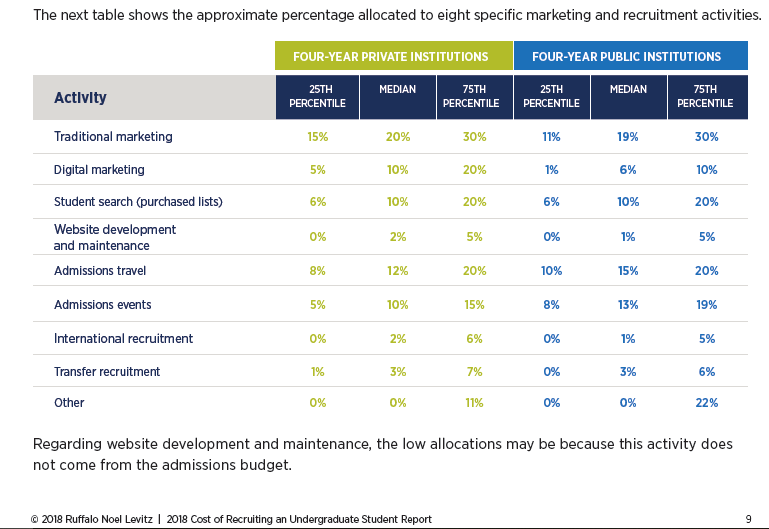 The next table shows the approximate percentage allocated to eight specific marketing and recruitment activities.
FOUR-YEAR PRIVATE INSTITUTIONS FOUR-YEAR PUBLIC INSTITUTIONS
Activity 25TH PERCENTILE MEDIAN 75TH PERCENTILE 25TH PERCENTILE MEDIAN 75TH PERCENTILE
Traditional marketing 15% 20% 30% 11% 19% 30%
Digital marketing 5% 10% 20% 1% 6% 10%
Student search (purchased lists) 6% 10% 20% 6% 10% 20%
Website development
and maintenance 0% 2% 5% 0% 1% 5%
Admissions travel 8% 12% 20% 10% 15% 20%
Admissions events 5% 10% 15% 8% 13% 19%
International recruitment 0% 2% 6% 0% 1% 5%
Transfer recruitment 1% 3% 7% 0% 3% 6%
Other 0% 0% 11% 0% 0% 22%
Regarding website development and maintenance, the low allocations may be because this activity does
not come from the admissions budget.
© 2018 Ruffalo Noel Levitz | 2018 Cost of Recruiting an Undergraduate Student Report 9